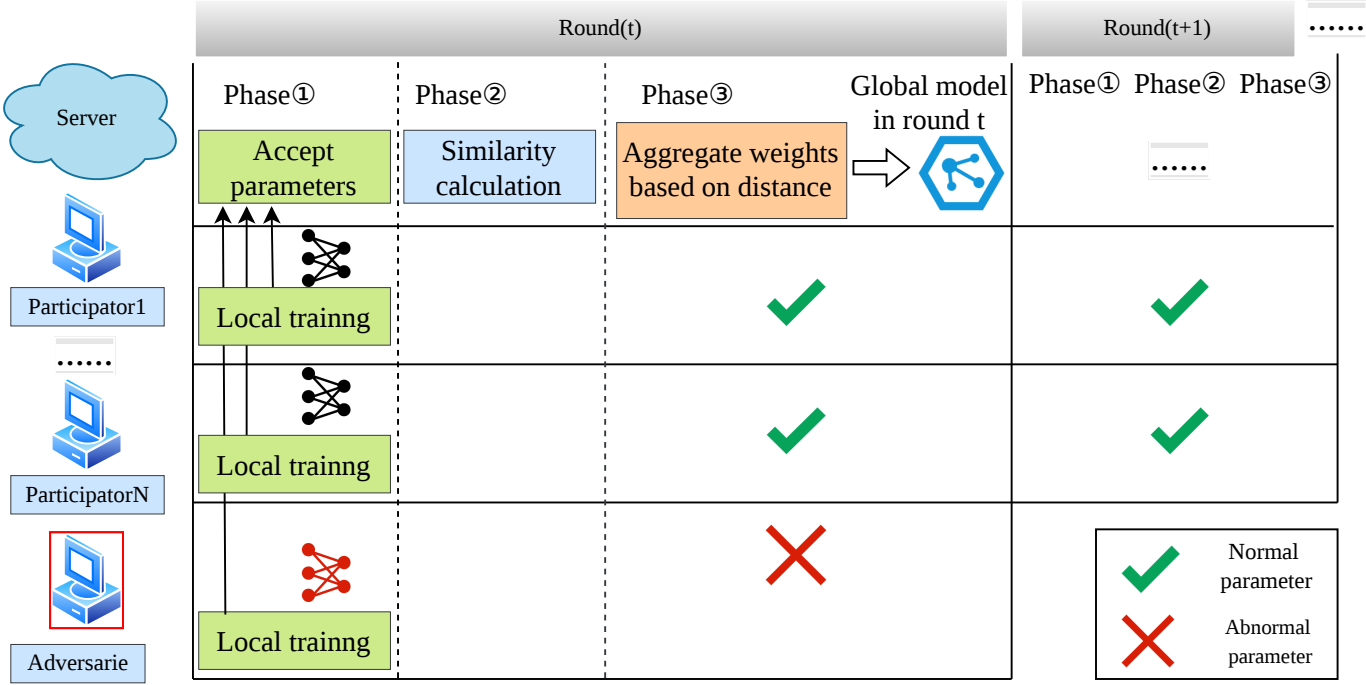 Round(t)
Round(t+1)
......
Server
Phase①
Phase②
Phase③
Global model
in round t
Phase① Phase② Phase③
Accept
parameters
Similarity
calculation
Aggregate weights
based on distance
......
Participator1
Local trainng
......
ParticipatorN
Local trainng
Adversarie
Local trainng
Normal
parameter
Abnormal
parameter